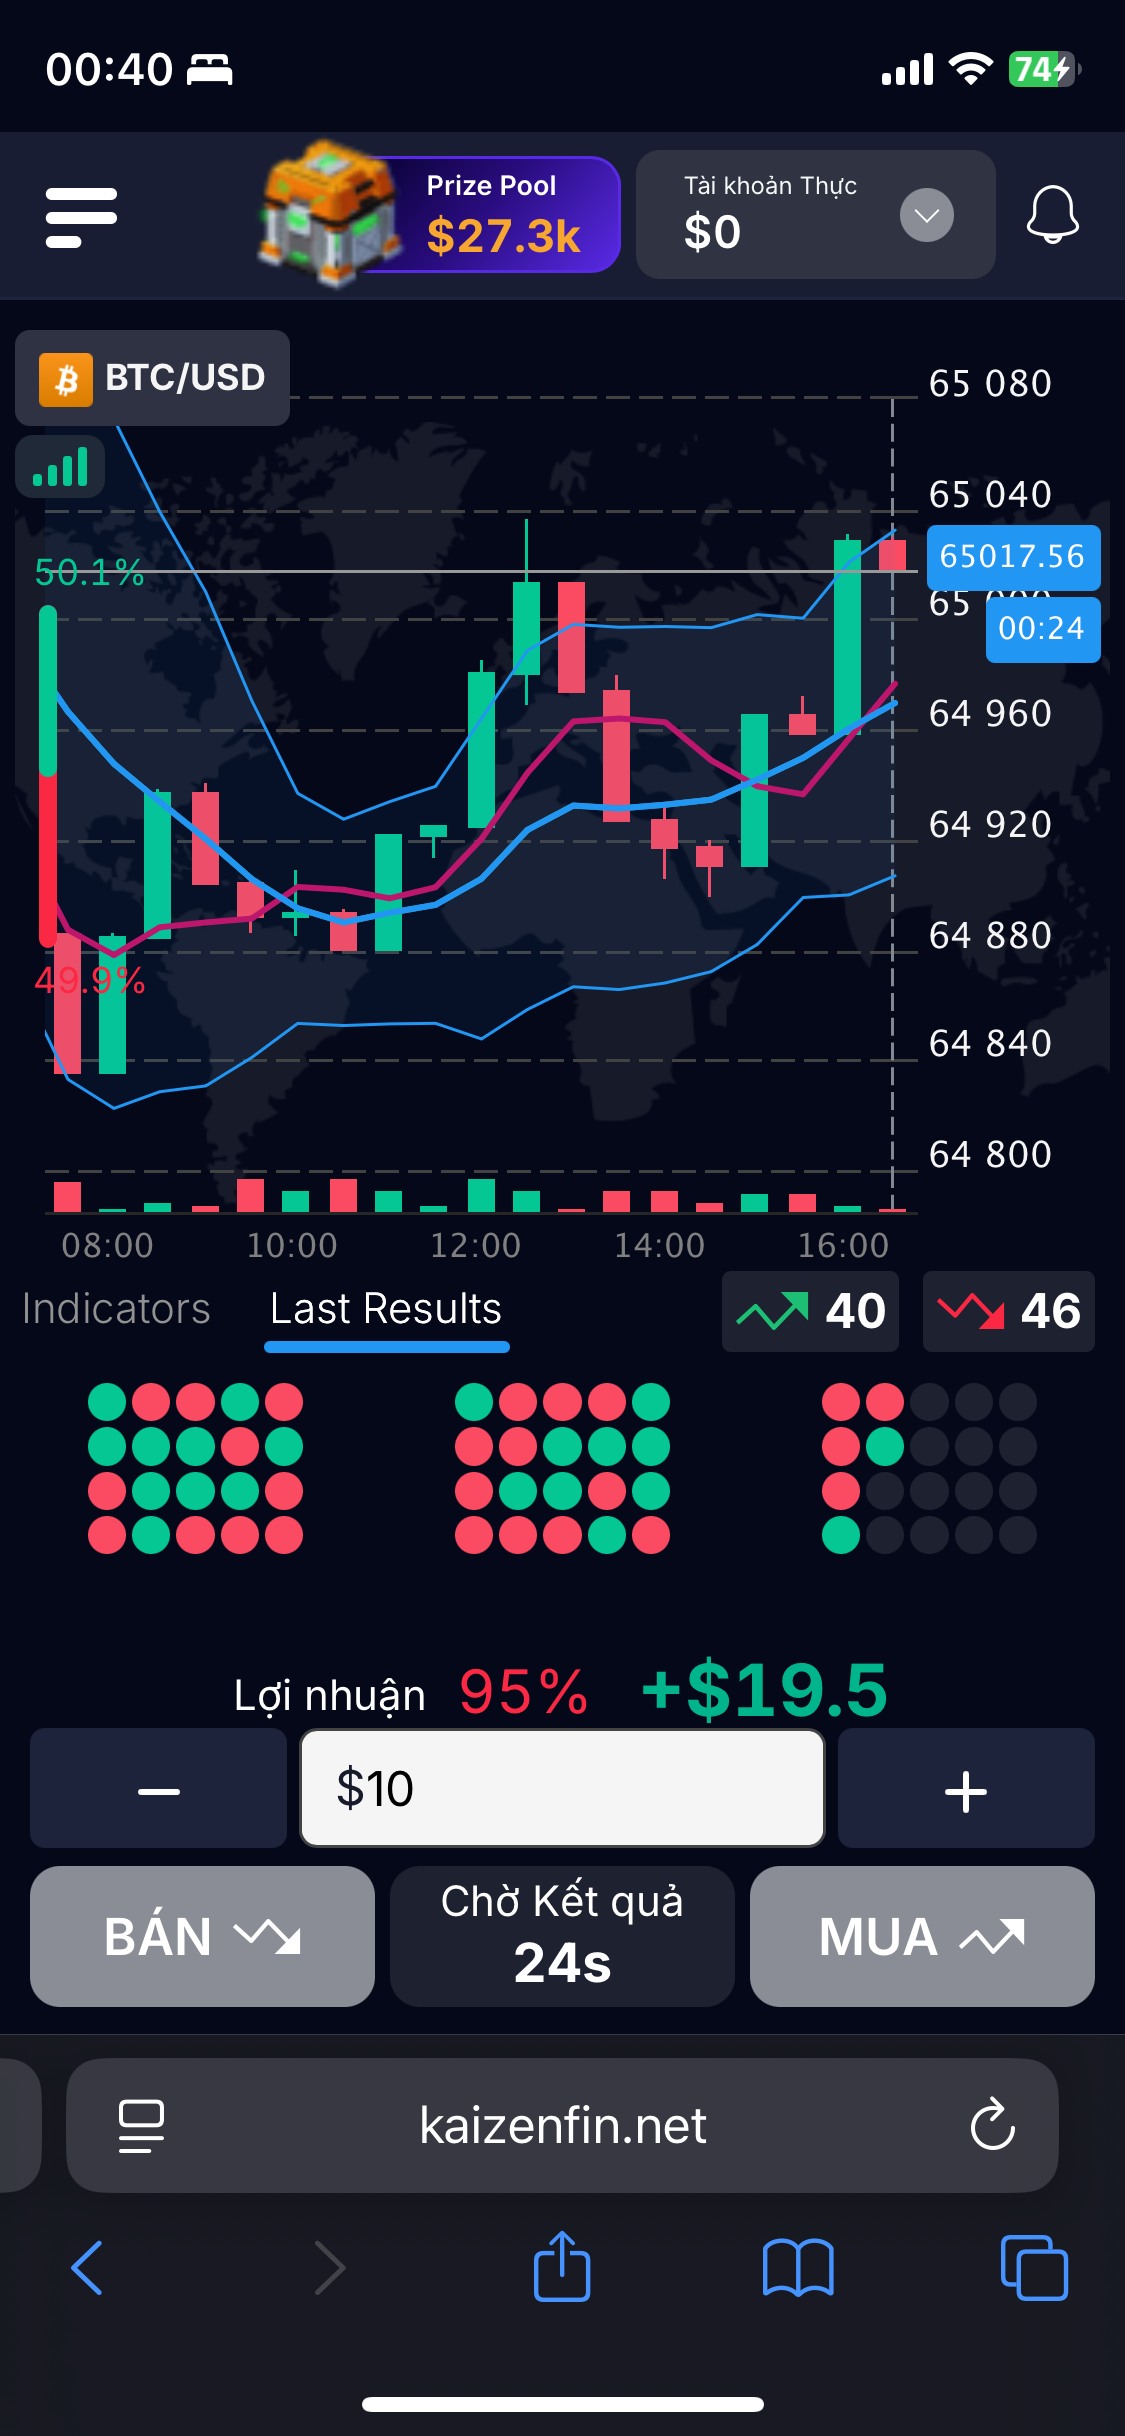 00:40
74
Prize Pool
$27.3k
Tài khoản Thực
$0
BTC/USD
65 080
65 040
50.1%
65017.56
65 000
00:24
64 960
64 920
64 880
49.9%
64 840
64 800
08:00 10:00 12:00 14:00 16:00
Indicators Last Results 40 46
Lợi nhuận 95% +$19.5
$10
BÁN
Chờ Kết quả
24s
MUA
kaizenfin.net